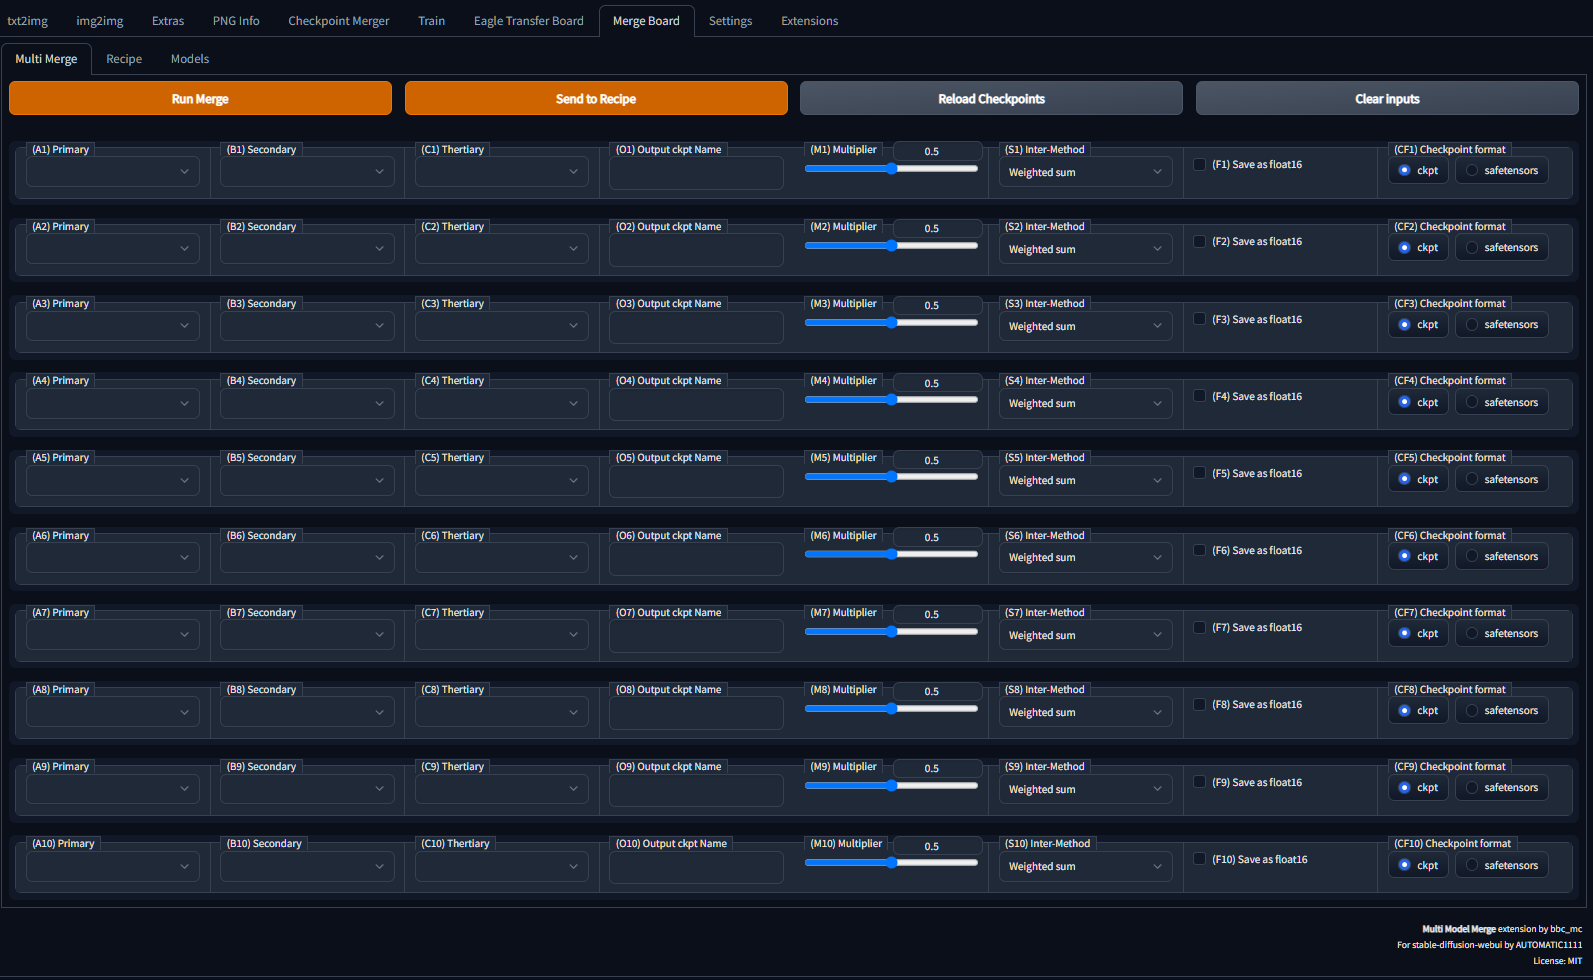 txt2img img2img Extras PNG Info Checkpoint Merger Train Eagle Transfer Board Merge Board Settings Extensions
Multi Merge Recipe Models
Run Merge Send to Recipe Reload Checkpoints Clear inputs
(A1) Primary (B1) Secondary (C1) Thertiary (O1) Output ckpt Name (M1) Multiplier 0.5 (S1) Inter-Method (F1) Save as float16 (CF1) Checkpoint format
Weighted sum ckpt safetensors
(A2) Primary (B2) Secondary (C2) Thertiary (O2) Output ckpt Name (M2) Multiplier 0.5 (S2) Inter-Method (F2) Save as float16 (CF2) Checkpoint format
Weighted sum ckpt safetensors
(A3) Primary (B3) Secondary (C3) Thertiary (O3) Output ckpt Name (M3) Multiplier 0.5 (S3) Inter-Method (F3) Save as float16 (CF3) Checkpoint format
Weighted sum ckpt safetensors
(A4) Primary (B4) Secondary (C4) Thertiary (O4) Output ckpt Name (M4) Multiplier 0.5 (S4) Inter-Method (F4) Save as float16 (CF4) Checkpoint format
Weighted sum ckpt safetensors
(A5) Primary (B5) Secondary (C5) Thertiary (O5) Output ckpt Name (M5) Multiplier 0.5 (S5) Inter-Method (F5) Save as float16 (CF5) Checkpoint format
Weighted sum ckpt safetensors
(A6) Primary (B6) Secondary (C6) Thertiary (O6) Output ckpt Name (M6) Multiplier 0.5 (S6) Inter-Method (F6) Save as float16 (CF6) Checkpoint format
Weighted sum ckpt safetensors
(A7) Primary (B7) Secondary (C7) Thertiary (O7) Output ckpt Name (M7) Multiplier 0.5 (S7) Inter-Method (F7) Save as float16 (CF7) Checkpoint format
Weighted sum ckpt safetensors
(A8) Primary (B8) Secondary (C8) Thertiary (O8) Output ckpt Name (M8) Multiplier 0.5 (S8) Inter-Method (F8) Save as float16 (CF8) Checkpoint format
Weighted sum ckpt safetensors
(A9) Primary (B9) Secondary (C9) Thertiary (O9) Output ckpt Name (M9) Multiplier 0.5 (S9) Inter-Method (F9) Save as float16 (CF9) Checkpoint format
Weighted sum ckpt safetensors
(A10) Primary (B10) Secondary (C10) Thertiary (O10) Output ckpt Name (M10) Multiplier 0.5 (S10) Inter-Method (F10) Save as float16 (CF10) Checkpoint format
Weighted sum ckpt safetensors
Multi Model Merge extension by bbc_mc
For stable-diffusion-webui by AUTOMATIC1111
License: MIT